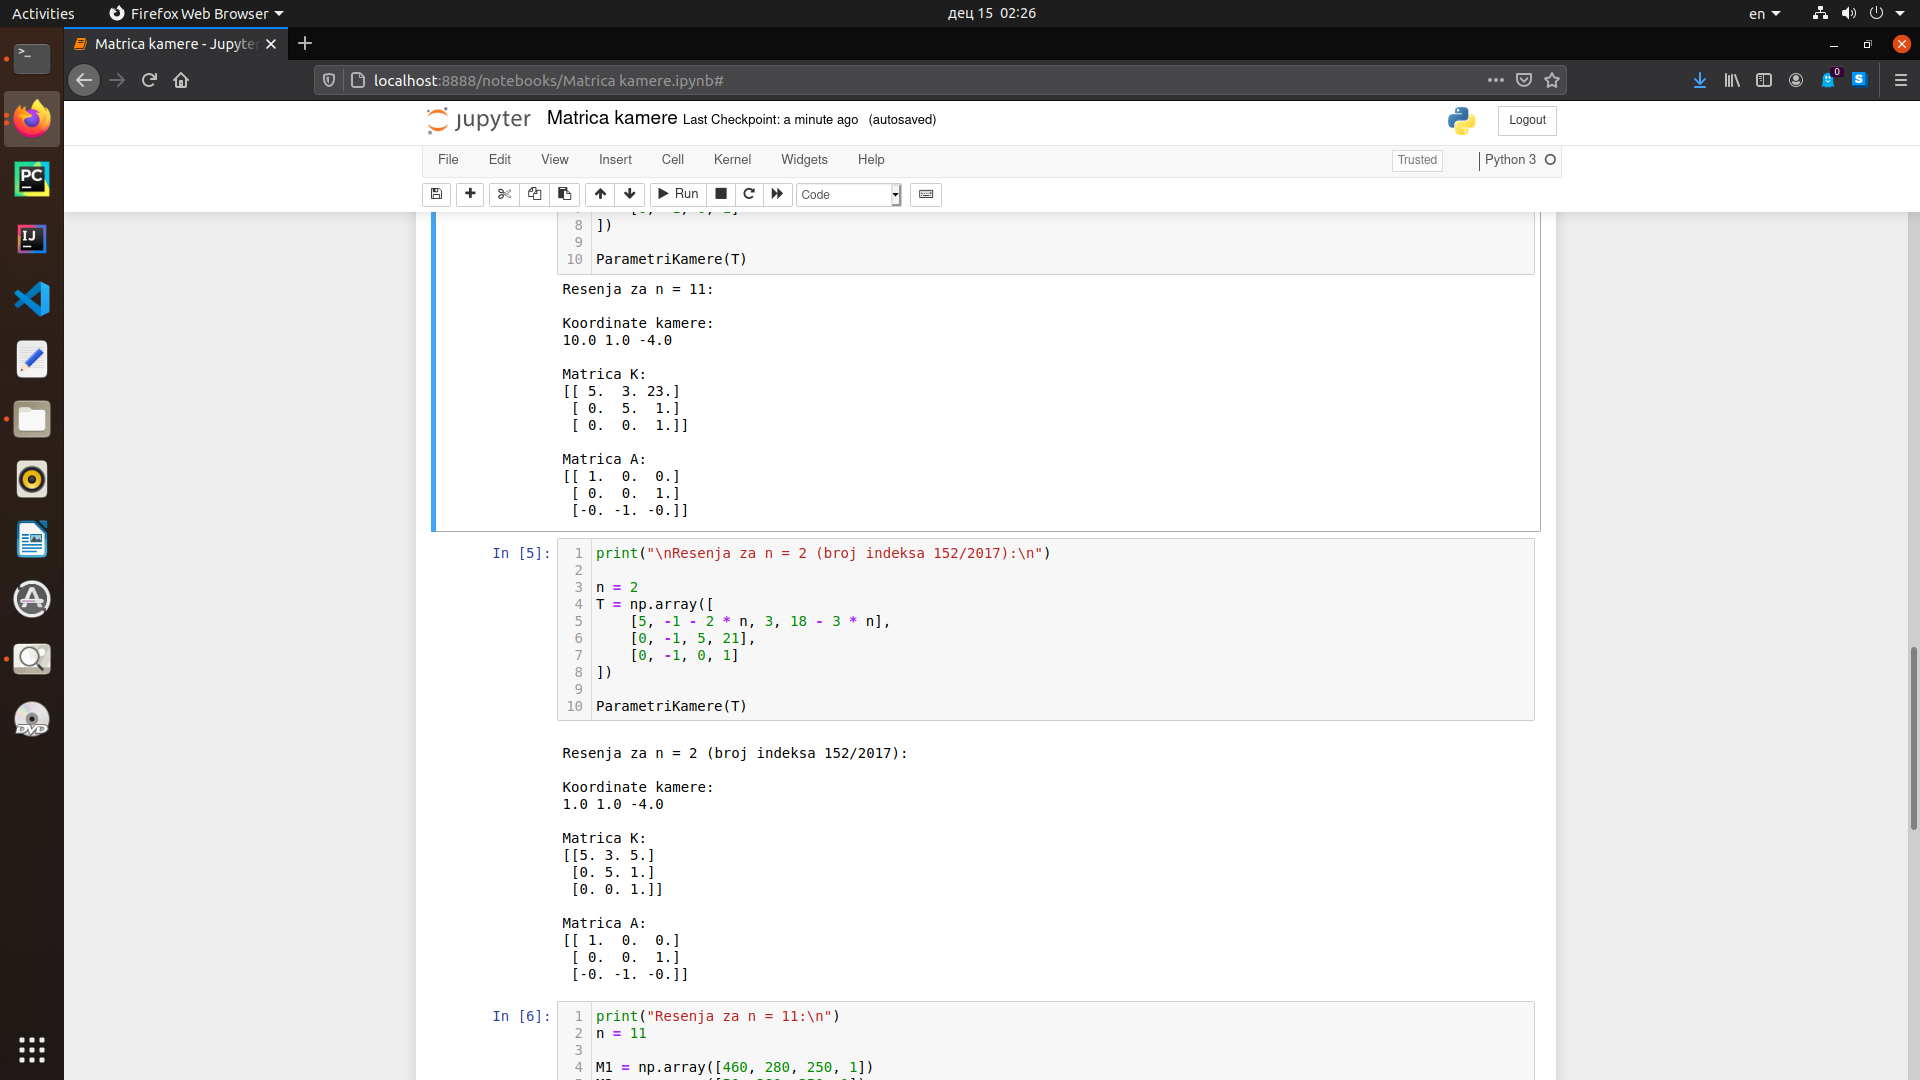 Activities
Firefox Web Browser
дец 15 02:26
en
Matrica kamere - Jupyte
localhost:8888/notebooks/Matrica kamere.ipynb#
0
S
jupyter Matrica kamere Last Checkpoint: a minute ago (autosaved)
Logout
File Edit View Insert Cell Kernel Widgets Help
Trusted
Python 3
Run
Code
8 ])
9
10 ParametriKamere(T)
Resenja za n = 11:
Koordinate kamere:
10.0 1.0 -4.0
Matrica K:
[[ 5. 3. 23.]
[ 0. 5. 1.]
[ 0. 0. 1.]]
Matrica A:
[[ 1. 0. 0.]
[ 0. 0. 1.]
[-0. -1. -0.]]
In [5]:
1 print("\nResenja za n = 2 (broj indeksa 152/2017):\n")
2
3 n = 2
4 T = np.array([
5 [5, -1 - 2 * n, 3, 18 - 3 * n],
6 [0, -1, 5, 21],
7 [0, -1, 0, 1]
8 ])
9
10 ParametriKamere(T)
Resenja za n = 2 (broj indeksa 152/2017):
Koordinate kamere:
1.0 1.0 -4.0
Matrica K:
[[5. 3. 5.]
[0. 5. 1.]
[0. 0. 1.]]
Matrica A:
[[ 1. 0. 0.]
[ 0. 0. 1.]
[-0. -1. -0.]]
In [6]:
1 print("Resenja za n = 11:\n")
2 n = 11
3
4 M1 = np.array([460, 280, 250, 1])
PC
IJ
DVD